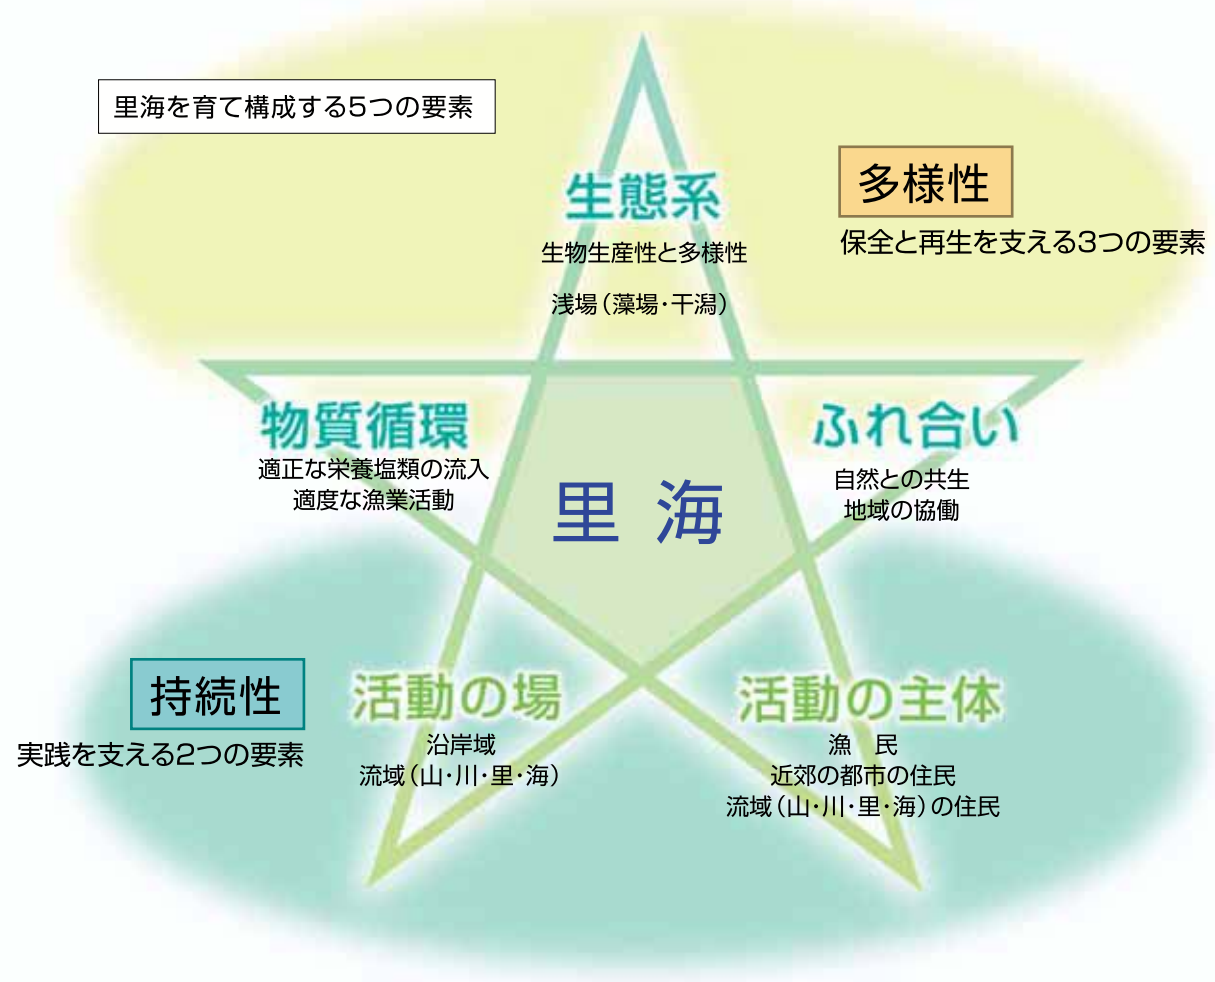 里海を育て構成する5つの要素
多様性
保全と再生を支える3つの要素
生態系
生物生産性と多様性
浅場（藻場・干潟）
物質循環
適正な栄養塩類の流入
適度な漁業活動
ふれ合い
自然との共生
地域の協働
里 海
持続性
実践を支える2つの要素
活動の場
沿岸域
流域（山・川・里・海）
活動の主体
漁　民
近郊の都市の住民
流域（山・川・里・海）の住民